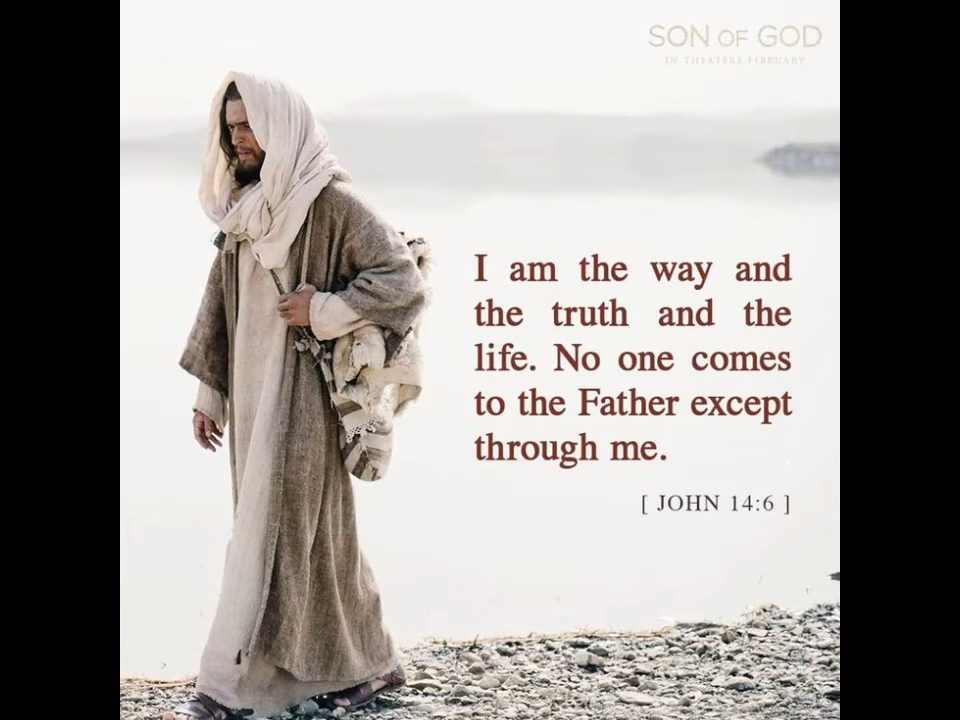 SON OF GOD
IN THEATERS FEBRUARY
I am the way and
the truth and the
life. No one comes
to the Father except
through me.
[ JOHN 14:6 ]